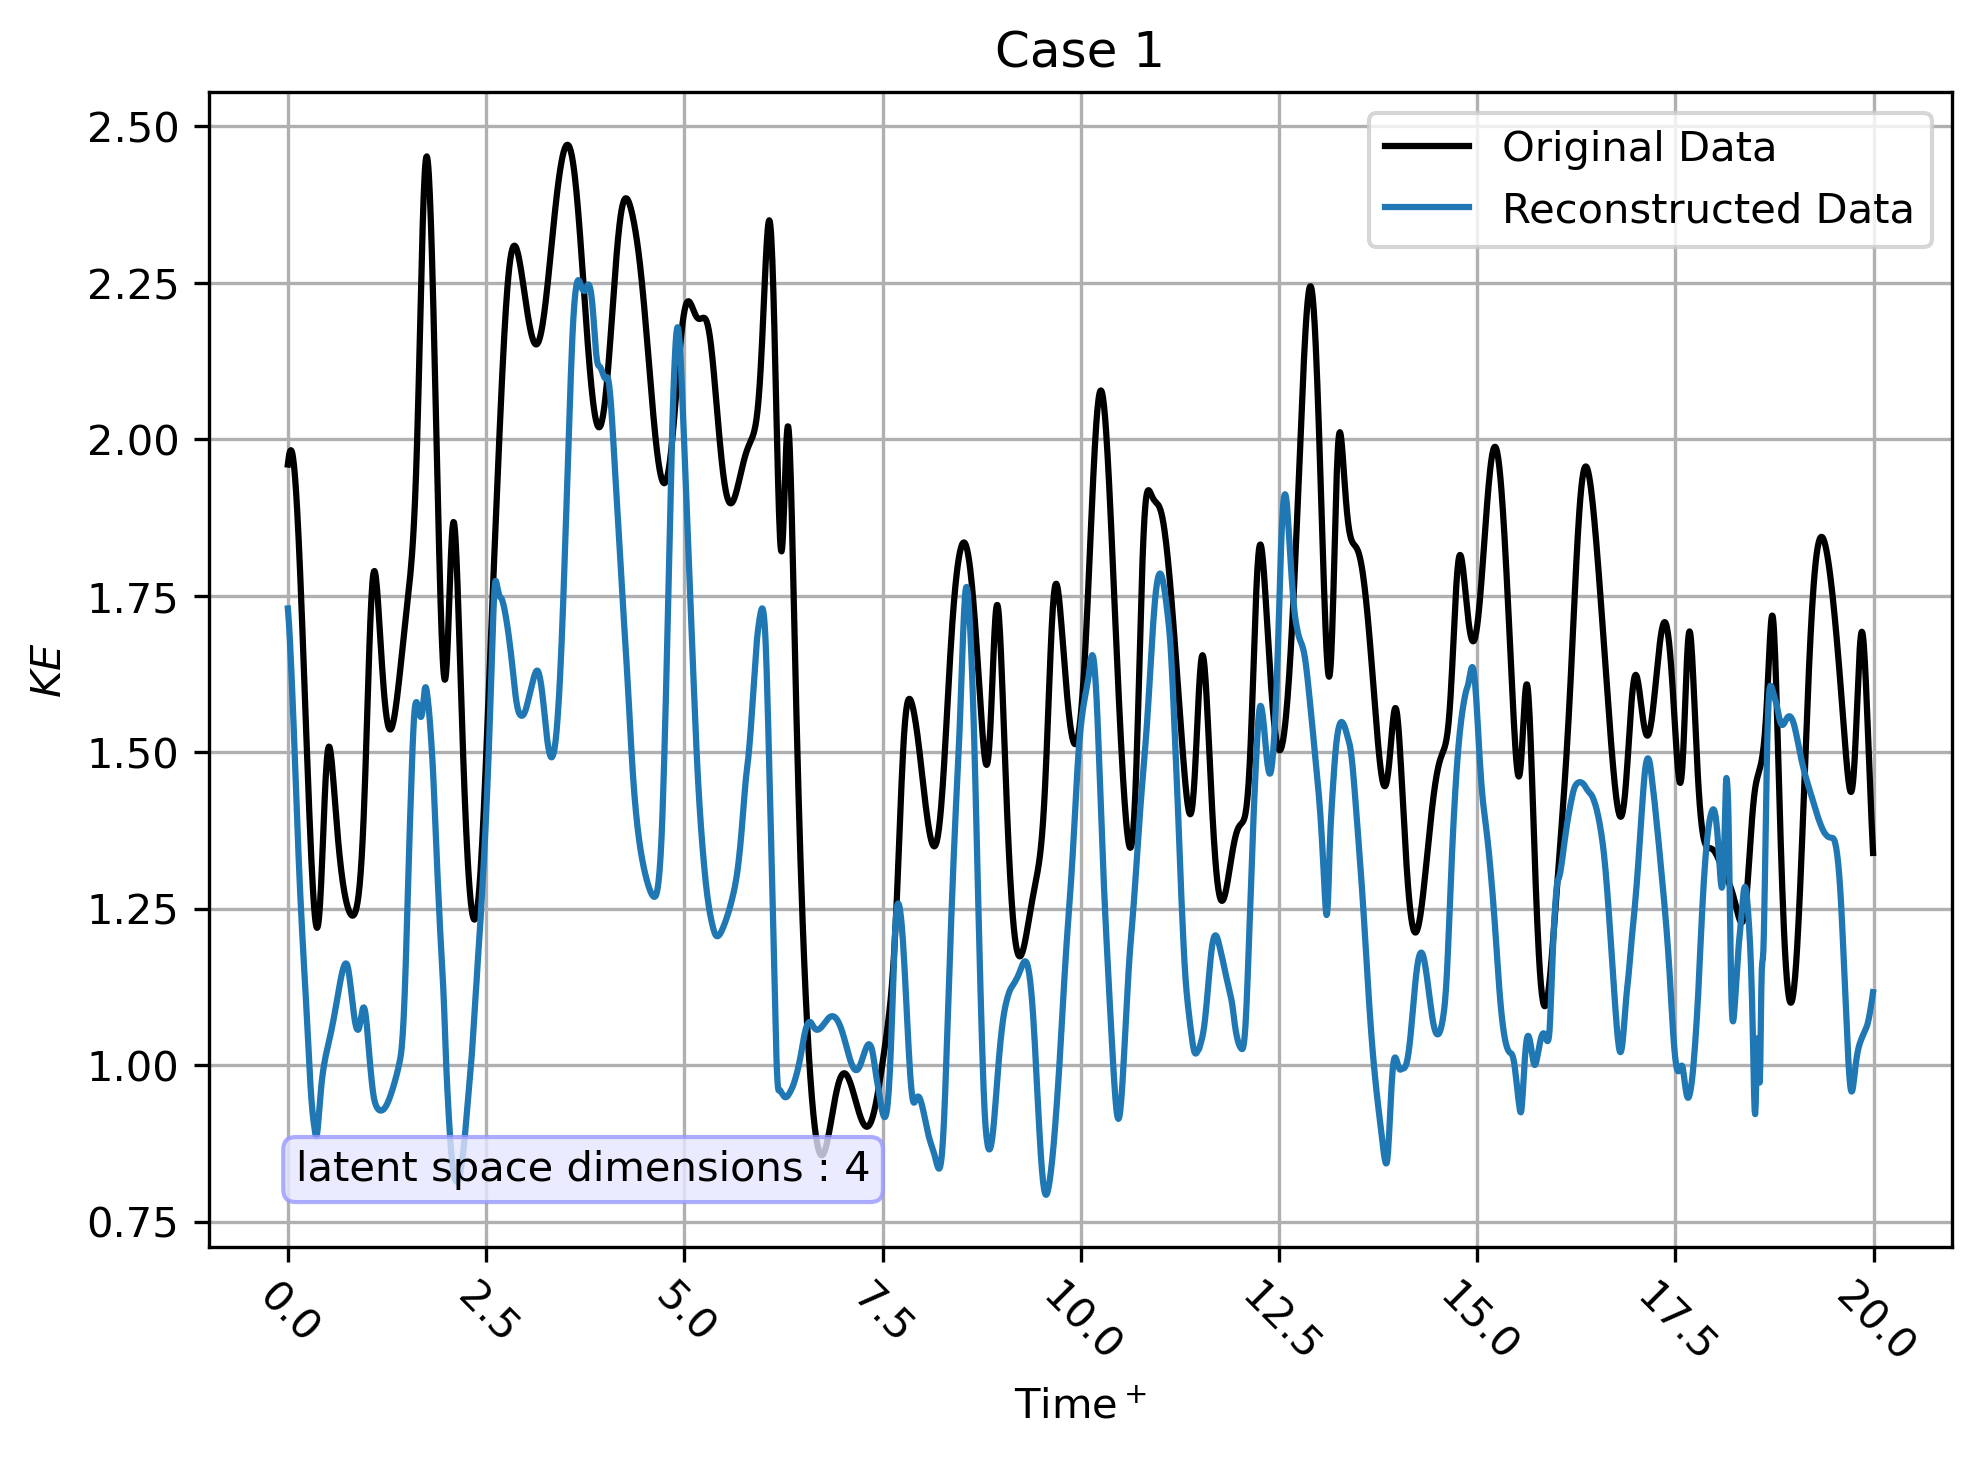 Case 1
2.50
2.25
2.00
1.75
1.50
1.25
1.00
0.75
KE
Original Data
Reconstructed Data
latent space dimensions : 4
0.0 2.5 5.0 7.5 10.0 12.5 15.0 17.5 20.0
Time⁺